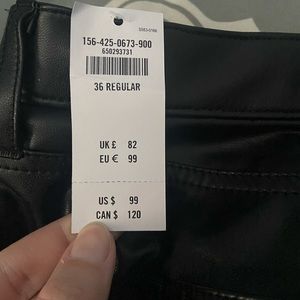 156-425-0673-900
650293731
36 REGULAR
UK £ 82
EU € 99
US $ 99
CAN $ 120